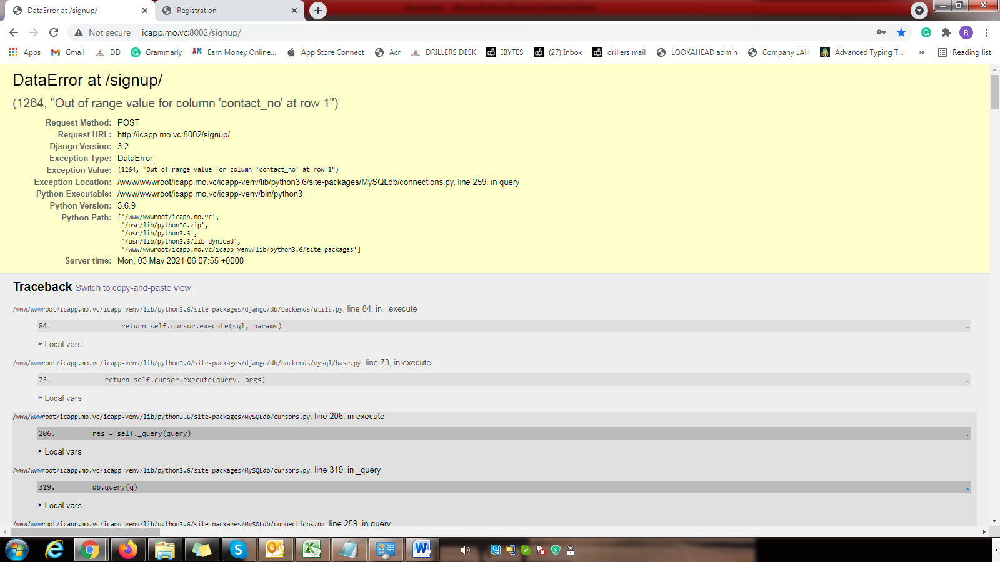 DataError at /signup/
Registration
Not secure
icapp.mo.vc:8002/signup/
R
Apps
Gmail
DD
Grammarly
Earn Money Online...
App Store Connect
Acr
DRILLERS DESK
IBYTES
(27) Inbox
drillers mail
LOOKAHEAD admin
Company LAH
Advanced Typing T...
»
Reading list
DataError at /signup/
(1264, "Out of range value for column 'contact_no' at row 1")
Request Method: POST
Request URL: http://icapp.mo.vc:8002/signup/
Django Version: 3.2
Exception Type: DataError
Exception Value: (1264, "Out of range value for column 'contact_no' at row 1")
Exception Location: /www/wwwroot/icapp.mo.vc/icapp-venv/lib/python3.6/site-packages/MySQLdb/connections.py, line 259, in query
Python Executable: /www/wwwroot/icapp.mo.vc/icapp-venv/bin/python3
Python Version: 3.6.9
Python Path: ['/www/wwwroot/icapp.mo.vc',
'/usr/lib/python36.zip',
'/usr/lib/python3.6',
'/usr/lib/python3.6/lib-dynload',
'/www/wwwroot/icapp.mo.vc/icapp-venv/lib/python3.6/site-packages']
Server time: Mon, 03 May 2021 06:07:55 +0000
Traceback Switch to copy-and-paste view
/www/wwwroot/icapp.mo.vc/icapp-venv/lib/python3.6/site-packages/django/db/backends/utils.py, line 84, in _execute
84. return self.cursor.execute(sql, params) …
Local vars
/www/wwwroot/icapp.mo.vc/icapp-venv/lib/python3.6/site-packages/django/db/backends/mysql/base.py, line 73, in execute
73. return self.cursor.execute(query, args) …
Local vars
/www/wwwroot/icapp.mo.vc/icapp-venv/lib/python3.6/site-packages/MySQLdb/cursors.py, line 206, in execute
206. res = self._query(query) …
Local vars
/www/wwwroot/icapp.mo.vc/icapp-venv/lib/python3.6/site-packages/MySQLdb/cursors.py, line 319, in _query
319. db.query(q) …
Local vars
/www/wwwroot/icapp.mo.vc/icapp-venv/lib/python3.6/site-packages/MySQLdb/connections.py, line 259, in query